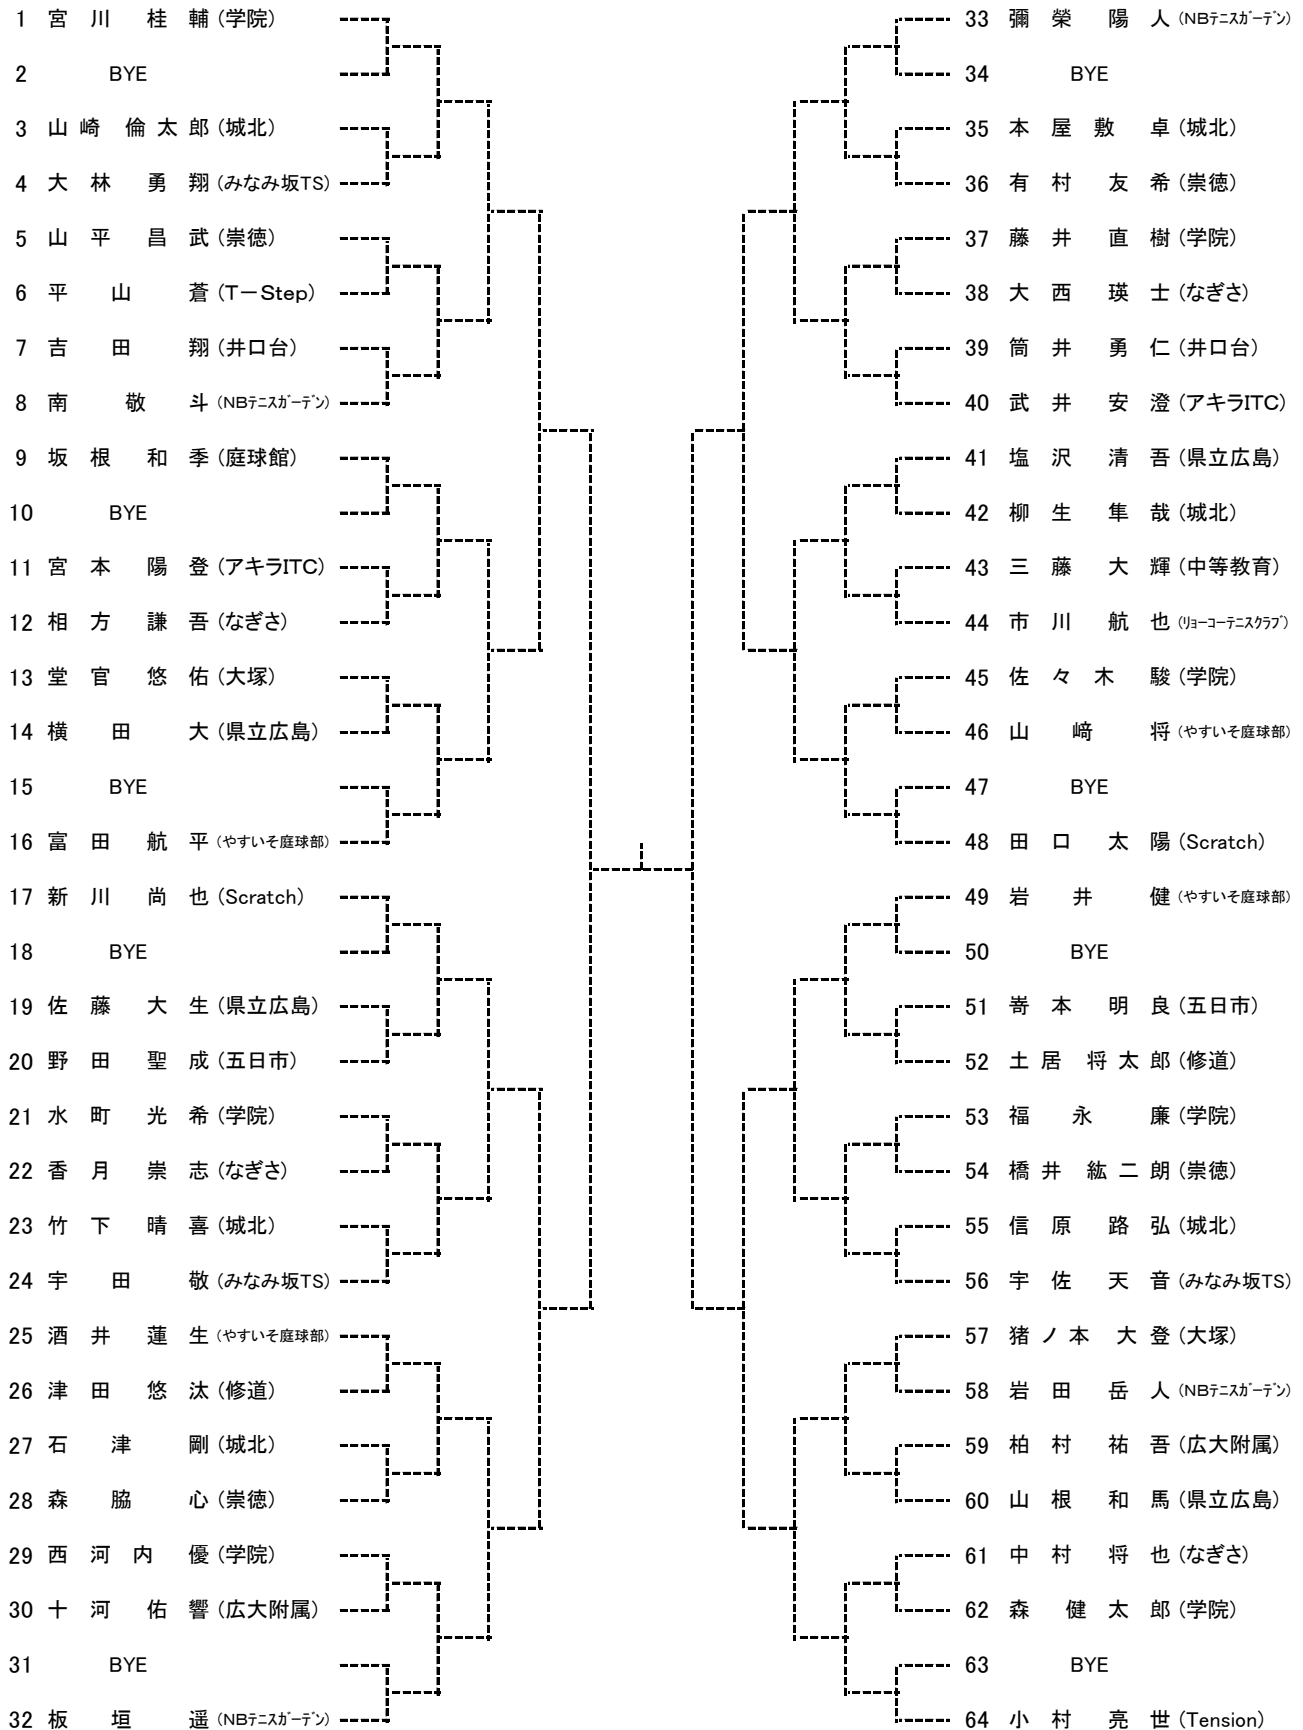 1 宮川 桂輔 (学院)
2 BYE
3 山崎 倫太郎 (城北)
4 大林 勇翔 (みなみ坂TS)
5 山平 昌武 (崇徳)
6 平山 蒼 (T－Step)
7 吉田 翔 (井口台)
8 南 敬斗 (NBﾃﾆｽｶﾞｰﾃﾞﾝ)
9 坂根 和季 (庭球館)
10 BYE
11 宮本 陽登 (アキラITC)
12 相方 謙吾 (なぎさ)
13 堂官 悠佑 (大塚)
14 横田 大 (県立広島)
15 BYE
16 富田 航平 (やすいそ庭球部)
17 新川 尚也 (Scratch)
18 BYE
19 佐藤 大生 (県立広島)
20 野田 聖成 (五日市)
21 水町 光希 (学院)
22 香月 崇志 (なぎさ)
23 竹下 晴喜 (城北)
24 宇田 敬 (みなみ坂TS)
25 酒井 蓮生 (やすいそ庭球部)
26 津田 悠汰 (修道)
27 石津 剛 (城北)
28 森脇 心 (崇徳)
29 西河内 優 (学院)
30 十河 佑響 (広大附属)
31 BYE
32 板垣 遥 (NBﾃﾆｽｶﾞｰﾃﾞﾝ)
33 彌榮 陽人 (NBﾃﾆｽｶﾞｰﾃﾞﾝ)
34 BYE
35 本屋敷 卓 (城北)
36 有村 友希 (崇徳)
37 藤井 直樹 (学院)
38 大西 瑛士 (なぎさ)
39 筒井 勇仁 (井口台)
40 武井 安澄 (アキラITC)
41 塩沢 清吾 (県立広島)
42 柳生 隼哉 (城北)
43 三藤 大輝 (中等教育)
44 市川 航也 (ﾘｮｰｺｰﾃﾆｽｸﾗﾌﾞ)
45 佐々木 駿 (学院)
46 山﨑 将 (やすいそ庭球部)
47 BYE
48 田口 太陽 (Scratch)
49 岩井 健 (やすいそ庭球部)
50 BYE
51 嵜本 明良 (五日市)
52 土居 将太郎 (修道)
53 福永 廉 (学院)
54 橋井 紘二朗 (崇徳)
55 信原 路弘 (城北)
56 宇佐 天音 (みなみ坂TS)
57 猪ノ本 大登 (大塚)
58 岩田 岳人 (NBﾃﾆｽｶﾞｰﾃﾞﾝ)
59 柏村 祐吾 (広大附属)
60 山根 和馬 (県立広島)
61 中村 将也 (なぎさ)
62 森 健太郎 (学院)
63 BYE
64 小村 亮世 (Tension)